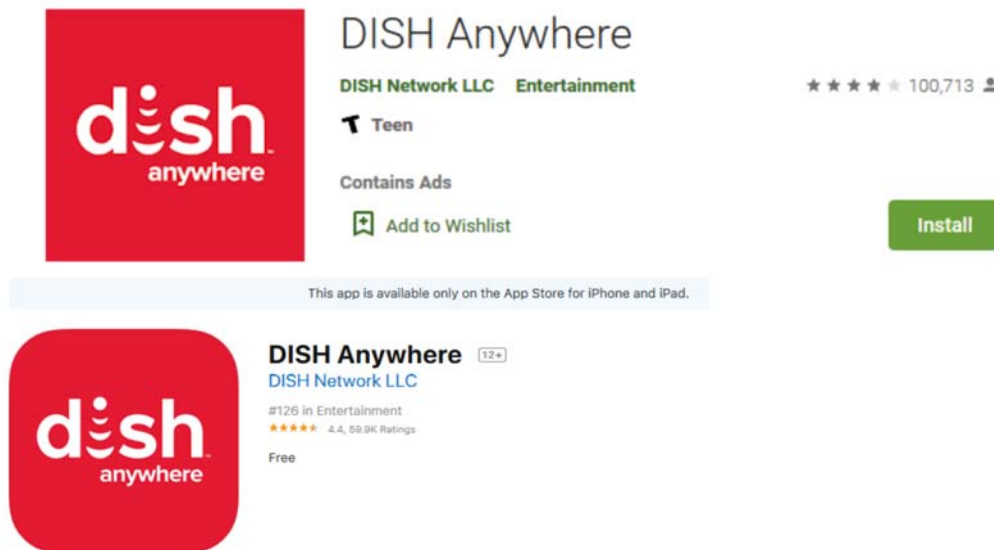 dish
anywhere
DISH Anywhere
DISH Network LLC Entertainment
100,713
T Teen
Contains Ads
Add to Wishlist
Install
This app is available only on the App Store for iPhone and iPad.
dish
anywhere
DISH Anywhere 12+
DISH Network LLC
#126 in Entertainment
4.4, 59.9K Ratings
Free